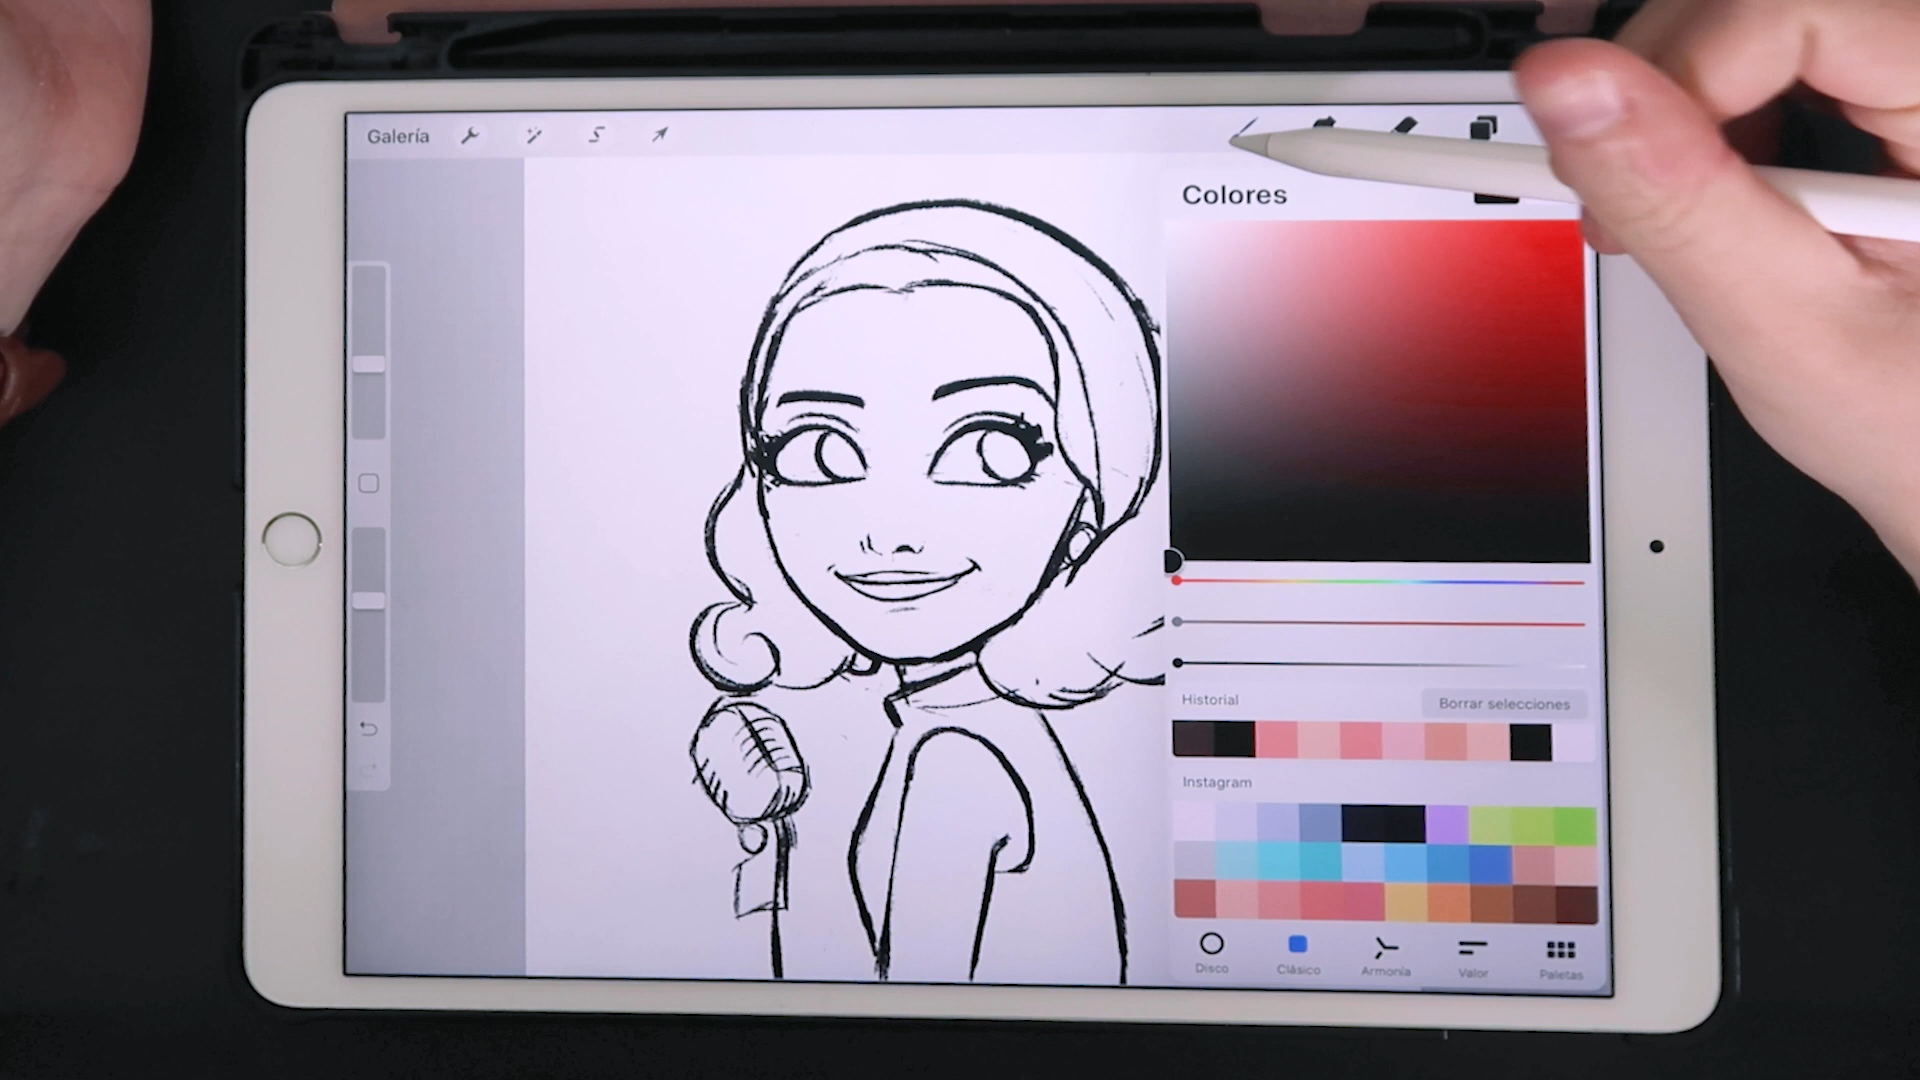 Galería
Colores
Historial
Borrar selecciones
Instagram
Disco
Clásico
Armonía
Valor
Paletas